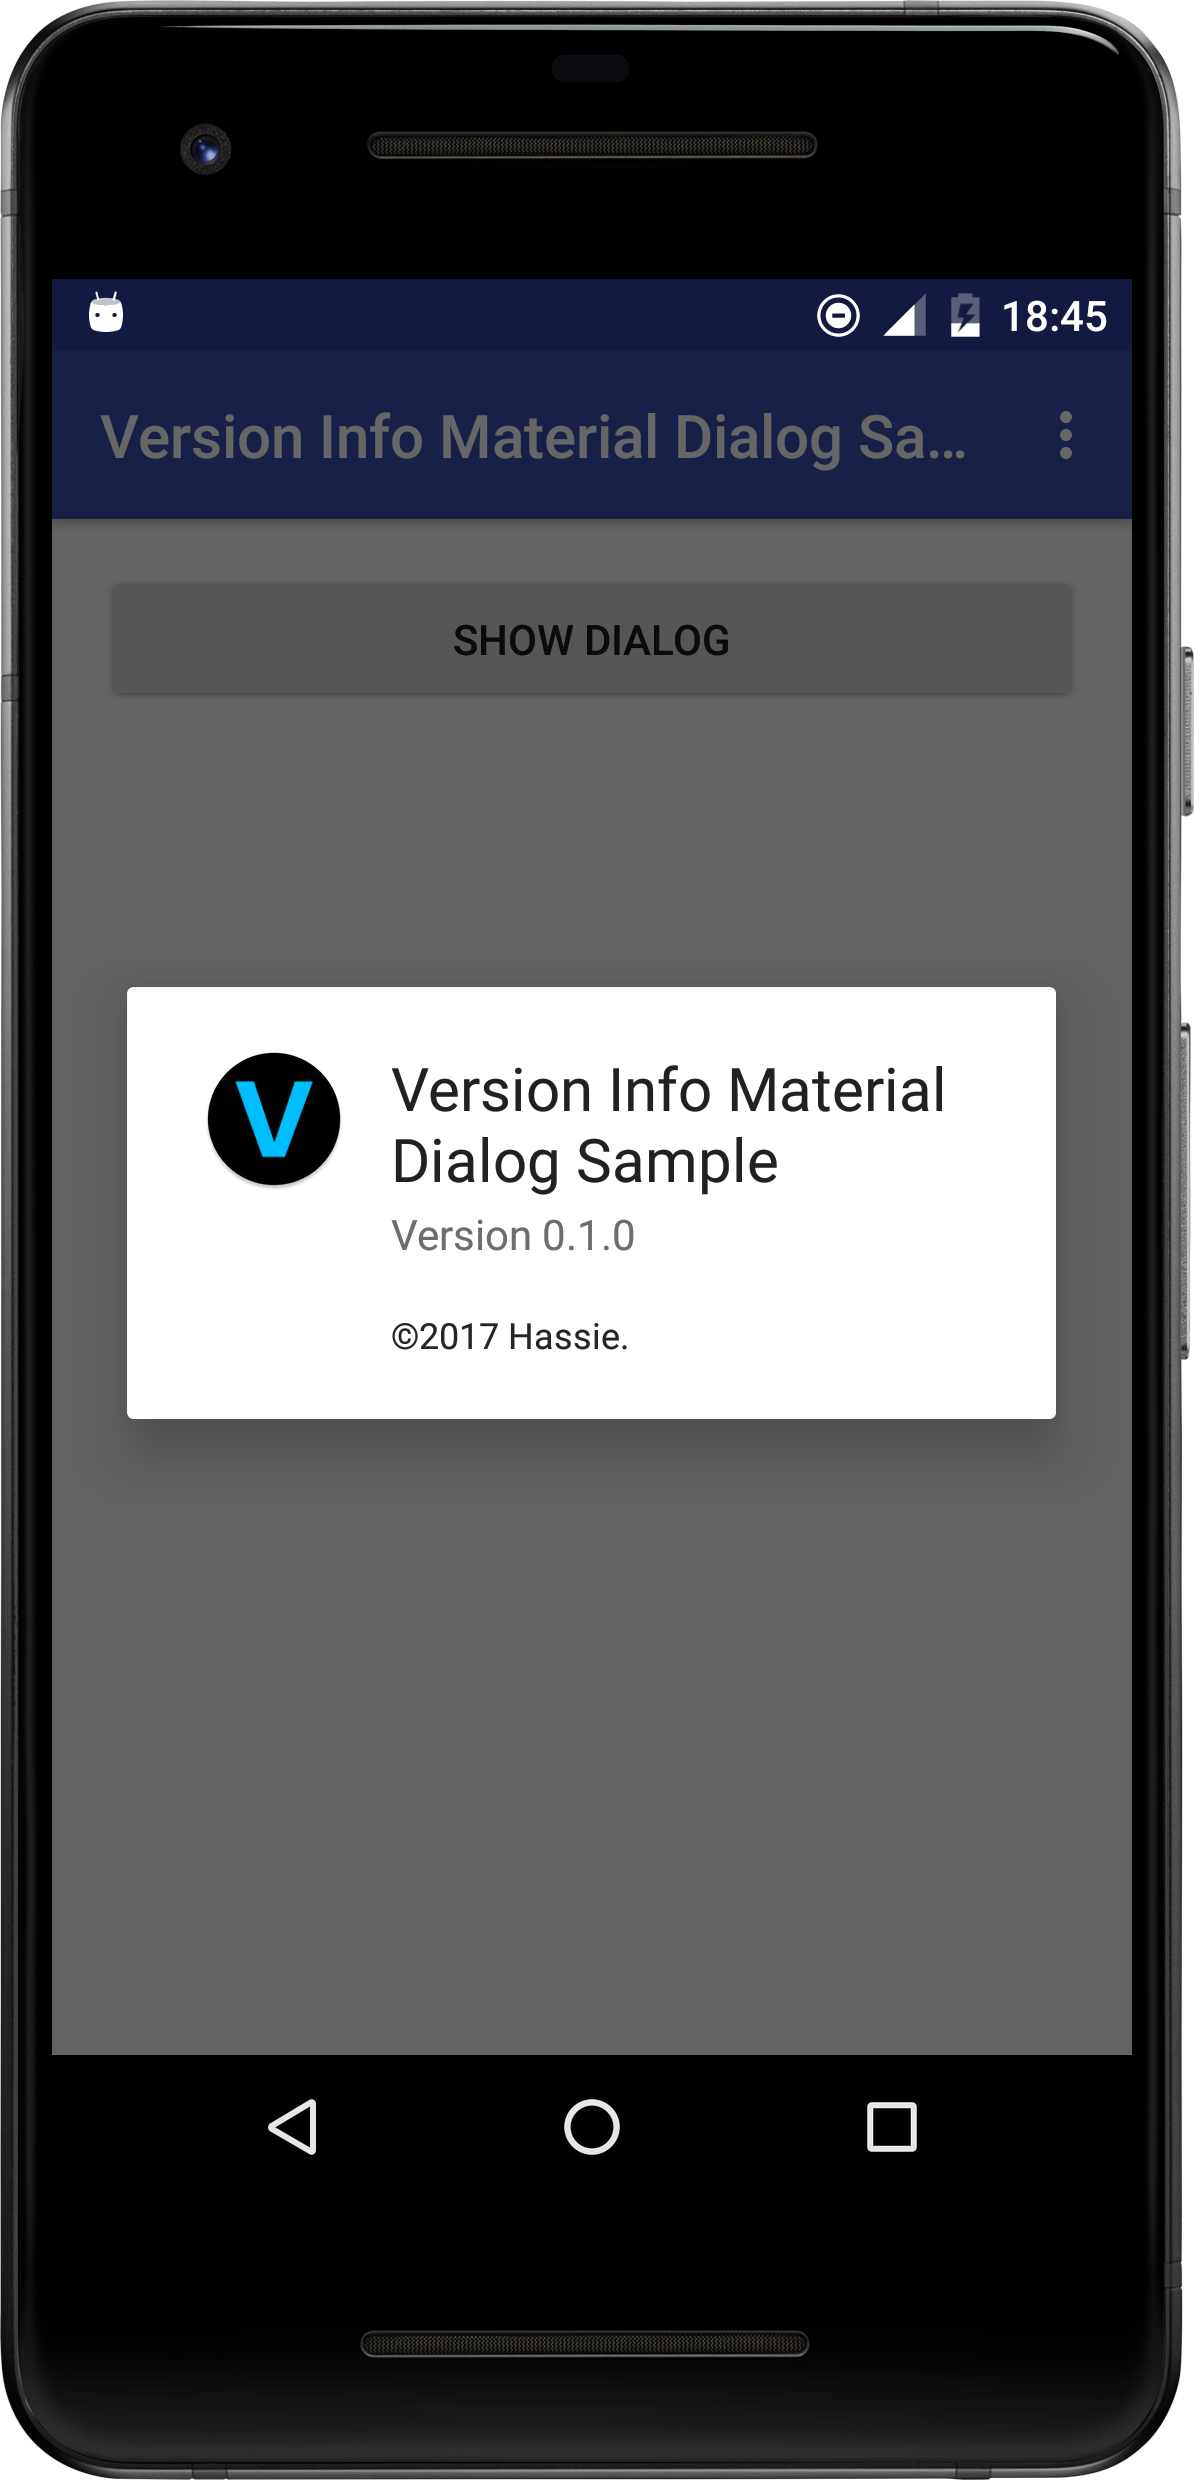 18:45
Version Info Material Dialog Sa...
SHOW DIALOG
V
Version Info Material
Dialog Sample
Version 0.1.0
©2017 Hassie.